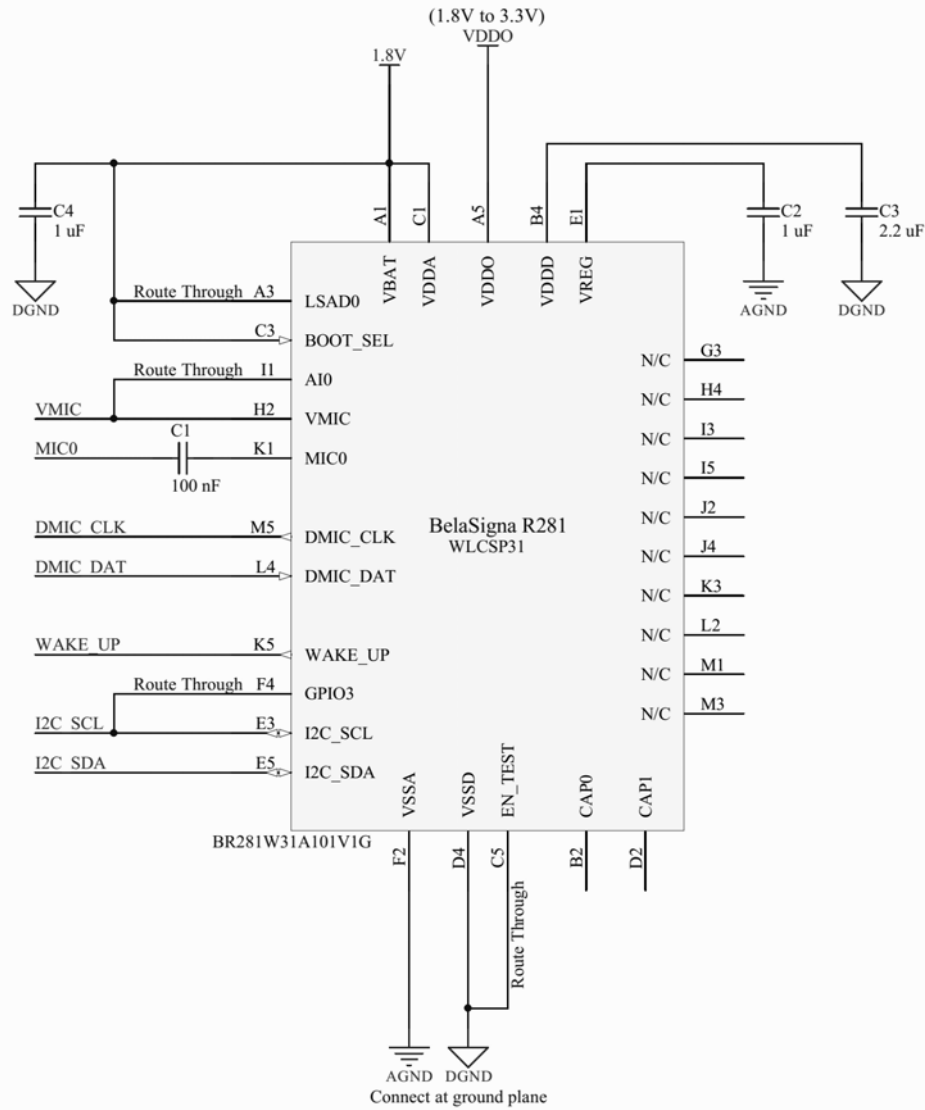 (1.8V to 3.3V)
VDDO
1.8V
C4
1 uF
DGND
A1
C1
A5
B4
E1
C2
1 uF
AGND
C3
2.2 uF
DGND
VBAT
VDDA
VDDO
VDDD
VREG
Route Through A3 LSAD0
C3 BOOT_SEL
Route Through I1 AI0
VMIC H2 VMIC
MIC0 C1 K1 MIC0
100 nF
DMIC_CLK M5 DMIC_CLK
DMIC_DAT L4 DMIC_DAT
WAKE_UP K5 WAKE_UP
Route Through F4 GPIO3
I2C_SCL E3 I2C_SCL
I2C_SDA E5 I2C_SDA
BelaSigna R281
WLCSP31
N/C G3
N/C H4
N/C I3
N/C I5
N/C J2
N/C J4
N/C K3
N/C L2
N/C M1
N/C M3
VSSA
VSSD
EN_TEST
CAP0
CAP1
BR281W31A101V1G
F2
D4
C5
B2
D2
Route Through
AGND
DGND
Connect at ground plane